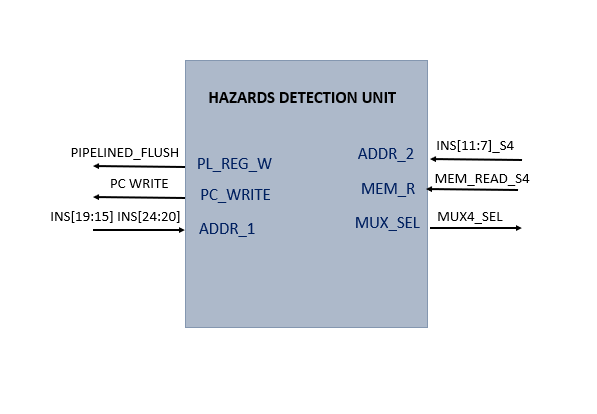 HAZARDS DETECTION UNIT
PIPELINED_FLUSH
PL_REG_W
ADDR_2
INS[11:7]_S4
PC WRITE
PC_WRITE
MEM_R
MEM_READ_S4
INS[19:15] INS[24:20]
ADDR_1
MUX_SEL
MUX4_SEL